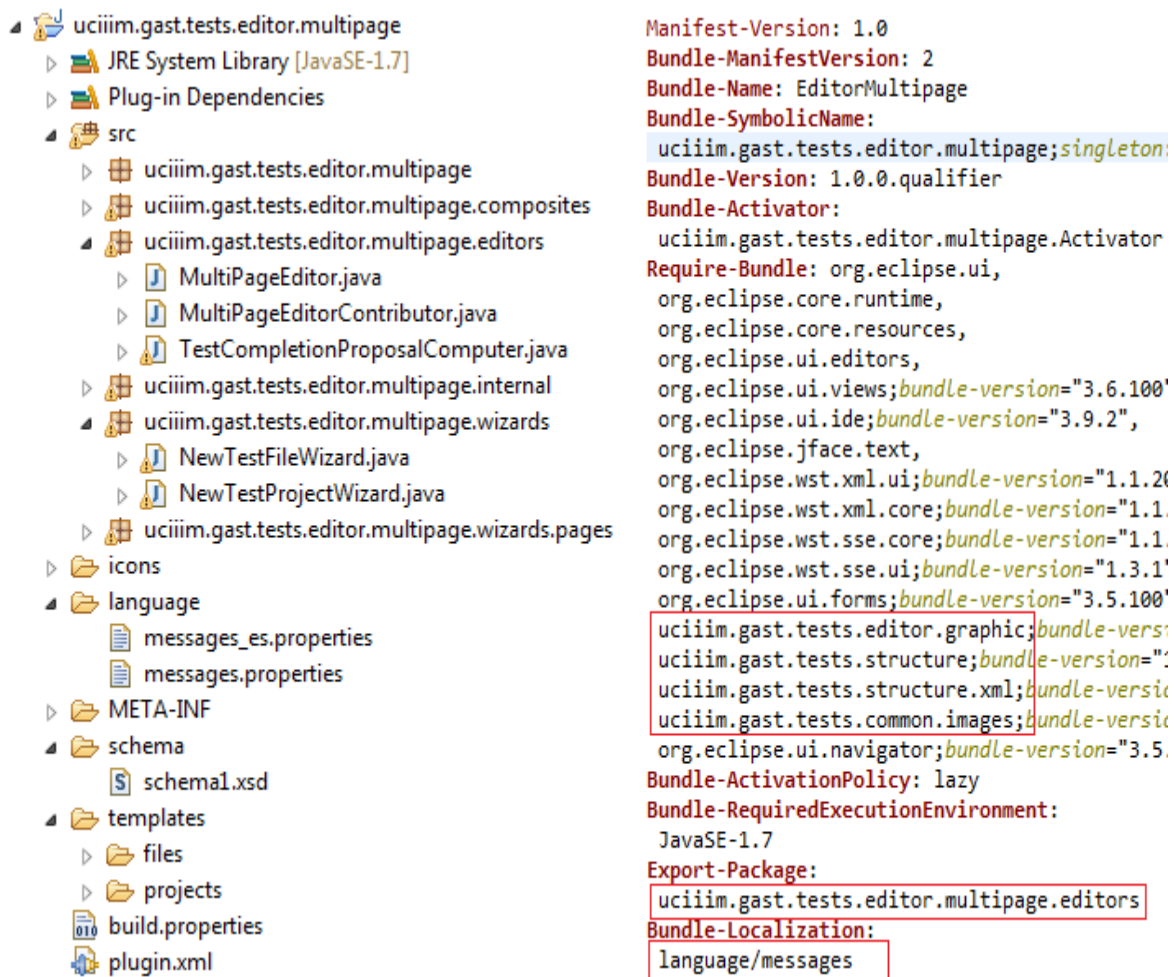 uciiim.gast.tests.editor.multipage
JRE System Library [JavaSE-1.7]
Plug-in Dependencies
src
uciiim.gast.tests.editor.multipage
uciiim.gast.tests.editor.multipage.composites
uciiim.gast.tests.editor.multipage.editors
MultiPageEditor.java
MultiPageEditorContributor.java
TestCompletionProposalComputer.java
uciiim.gast.tests.editor.multipage.internal
uciiim.gast.tests.editor.multipage.wizards
NewTestFileWizard.java
NewTestProjectWizard.java
uciiim.gast.tests.editor.multipage.wizards.pages
icons
language
messages_es.properties
messages.properties
META-INF
schema
schema1.xsd
templates
files
projects
build.properties
plugin.xml
Manifest-Version: 1.0
Bundle-ManifestVersion: 2
Bundle-Name: EditorMultipage
Bundle-SymbolicName:
uciiim.gast.tests.editor.multipage;singleton:
Bundle-Version: 1.0.0.qualifier
Bundle-Activator:
uciiim.gast.tests.editor.multipage.Activator
Require-Bundle: org.eclipse.ui,
org.eclipse.core.runtime,
org.eclipse.core.resources,
org.eclipse.ui.editors,
org.eclipse.ui.views;bundle-version="3.6.100"
org.eclipse.ui.ide;bundle-version="3.9.2",
org.eclipse.jface.text,
org.eclipse.wst.xml.ui;bundle-version="1.1.20
org.eclipse.wst.xml.core;bundle-version="1.1.
org.eclipse.wst.sse.core;bundle-version="1.1.
org.eclipse.wst.sse.ui;bundle-version="1.3.1"
org.eclipse.ui.forms;bundle-version="3.5.100"
uciiim.gast.tests.editor.graphic;bundle-versi
uciiim.gast.tests.structure;bundle-version="1
uciiim.gast.tests.structure.xml;bundle-versio
uciiim.gast.tests.common.images;bundle-versio
org.eclipse.ui.navigator;bundle-version="3.5.
Bundle-ActivationPolicy: lazy
Bundle-RequiredExecutionEnvironment:
JavaSE-1.7
Export-Package:
uciiim.gast.tests.editor.multipage.editors
Bundle-Localization:
language/messages